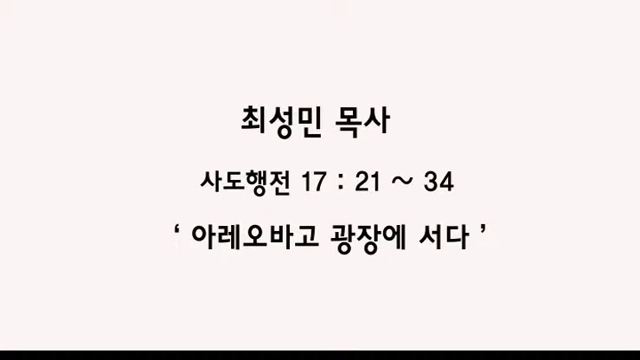 최성민 목사
사도행전 17 : 21 ~ 34
‘ 아레오바고 광장에 서다 ’